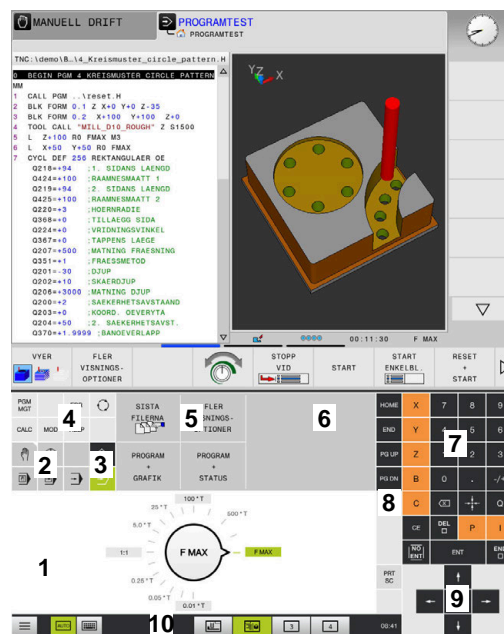 MANUELL DRIFT
PROGRAMTEST
PROGRAMTEST
TNC:\demo\B…\4_Kreismuster_circle_pattern.H
0 BEGIN PGM 4 KREISMUSTER CIRCLE PATTERN
MM
1 CALL PGM ..\reset.H
2 BLK FORM 0.1 Z X+0 Y+0 Z-35
3 BLK FORM 0.2 X+100 Y+100 Z+0
4 TOOL CALL "MILL_D10_ROUGH" Z S1500
5 L Z+100 R0 FMAX M3
6 L X+50 Y+50 R0 FMAX
7 CYCL DEF 256 REKTANGULAER OE
Q218=+94 ;1. SIDANS LAENGD
Q424=+100 ;RAAMNESMAATT 1
Q219=+94 ;2. SIDANS LAENGD
Q425=+100 ;RAAMNESMAATT 2
Q220=+3 ;HOERNRADIE
Q368=+0 ;TILLAEGG SIDA
Q224=+0 ;VRIDNINGSVINKEL
Q367=+0 ;TAPPENS LAEGE
Q207=+500 ;MATNING FRAESNING
Q351=+1 ;FRAESMETOD
Q201=-30 ;DJUP
Q202=+10 ;SKAERDJUP
Q206=+3000 ;MATNING DJUP
Q200=+2 ;SAEKERHETSAVSTAAND
Q203=+0 ;KOORD. OEVERYTA
Q204=+50 ;2. SAEKERHETSAVST.
Q370=+1.9999 ;BANOEVERLAPP
Y Z X
00:11:30 F MAX
VYER
FLER
VISNINGS-
OPTIONER
STOPP
VID
START
START
ENKELBL.
RESET
+
START
PGM
MGT
4
CALC
MOD
SISTA
FILERNA
5
FLER
OPTIONER
6
PROGRAM
+
GRAFIK
PROGRAM
+
STATUS
2
3
HOME X 7 8 9
END Y 5 6
PG UP Z 2 3
7
PG DN B 0 . -/+
8
C Q
CE DEL P I
NO
ENT
ENT
END
PRT
SC
9
1
100 °T
25 °T
500 °T
5.0 °T
1:1
F MAX
F MAX
0.25 °T
0.05 °T
0.01 °T
AUTO
10
3
4
08:41